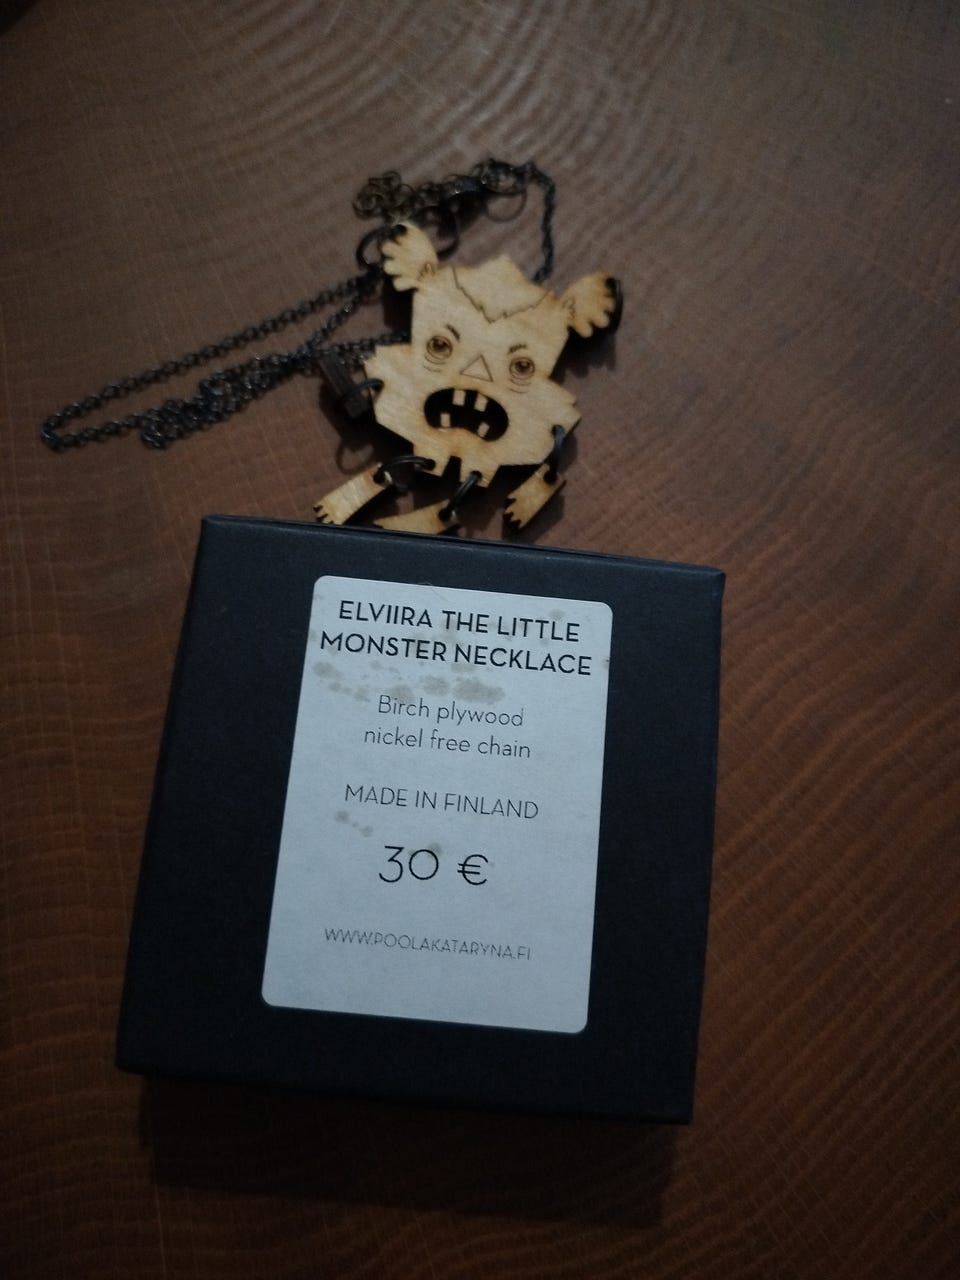 ELVIIRA THE LITTLE
MONSTER NECKLACE
Birch plywood
nickel free chain
MADE IN FINLAND
30 €
WWW.POOLAKATARYNA.FI